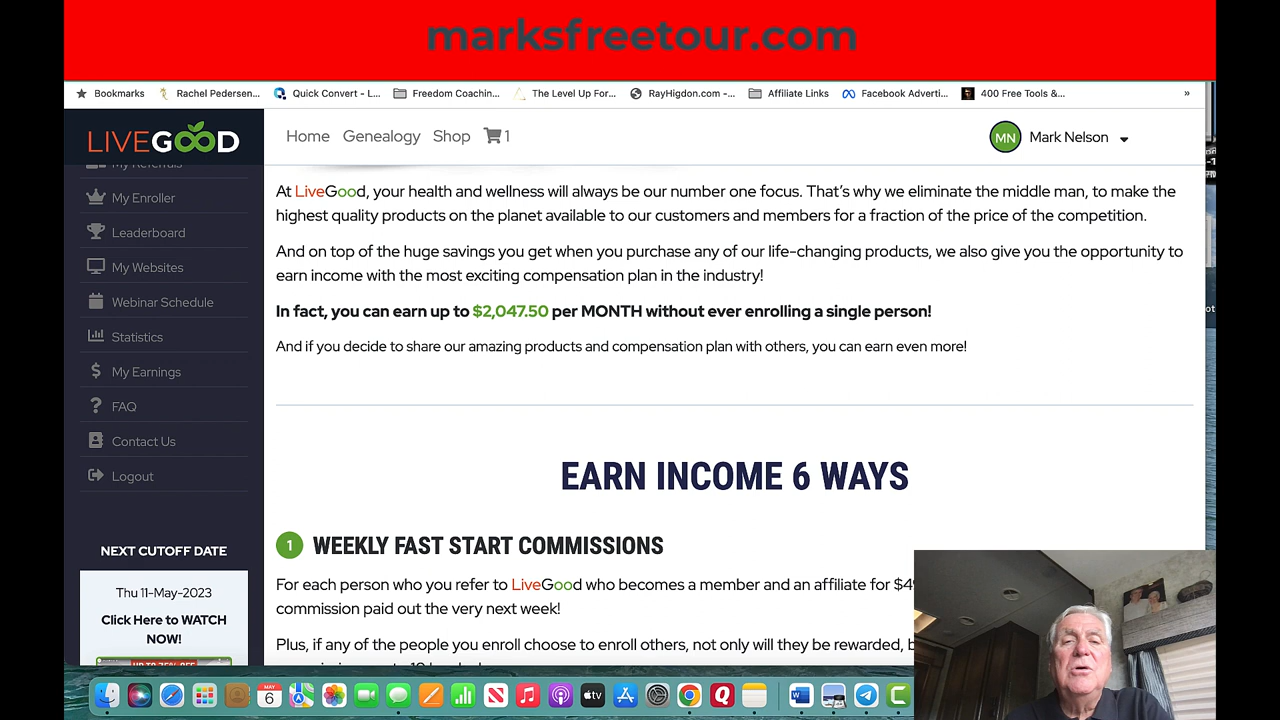 marksfreetour.com
Bookmarks Rachel Pedersen... Quick Convert - L... Freedom Coachin... The Level Up For... RayHigdon.com -... Affiliate Links Facebook Adverti... 400 Free Tools &... »
LIVEGOOD Home Genealogy Shop 1 MN Mark Nelson
My Referrals
My Enroller
Leaderboard
My Websites
Webinar Schedule
Statistics
My Earnings
FAQ
Contact Us
Logout
NEXT CUTOFF DATE
Thu 11-May-2023
Click Here to WATCH
NOW!
UP TO 75% OFF
At LiveGood, your health and wellness will always be our number one focus. That's why we eliminate the middle man, to make the
highest quality products on the planet available to our customers and members for a fraction of the price of the competition.
And on top of the huge savings you get when you purchase any of our life-changing products, we also give you the opportunity to
earn income with the most exciting compensation plan in the industry!
In fact, you can earn up to $2,047.50 per MONTH without ever enrolling a single person!
And if you decide to share our amazing products and compensation plan with others, you can earn even more!
EARN INCOME 6 WAYS
1 WEEKLY FAST START COMMISSIONS
For each person who you refer to LiveGood who becomes a member and an affiliate for $4
commission paid out the very next week!
Plus, if any of the people you enroll choose to enroll others, not only will they be rewarded,
MAY
6
tv